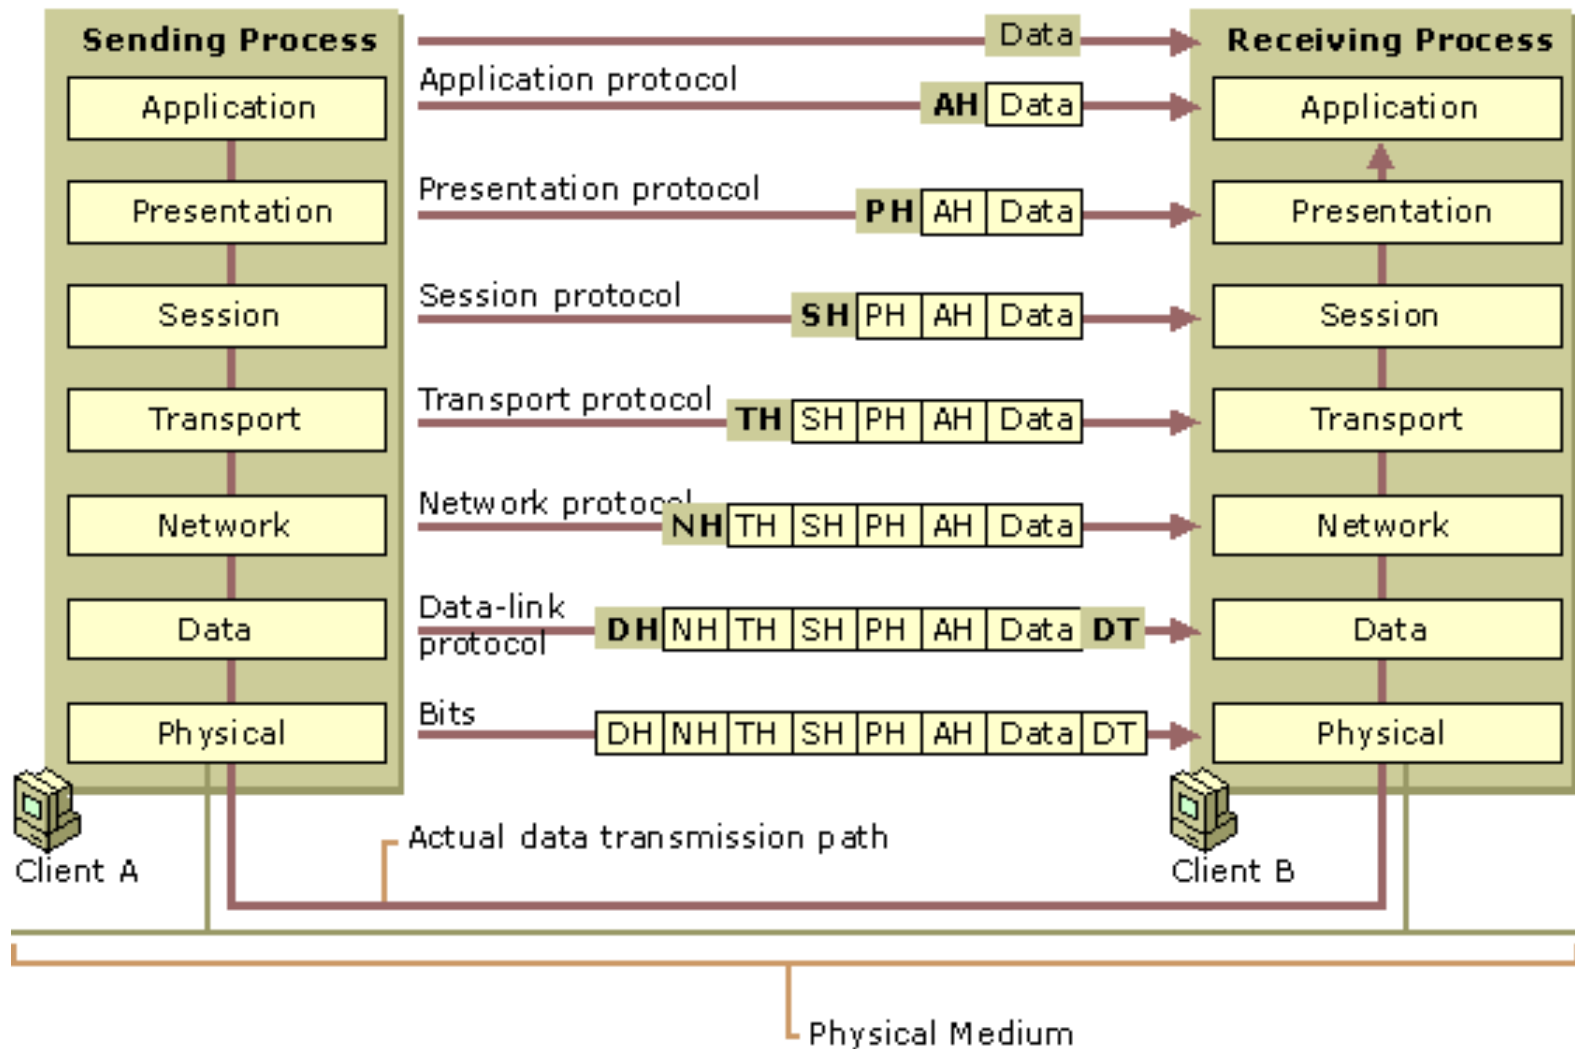 Sending Process
Data
Receiving Process
Application protocol
Application
AH Data
Application
Presentation protocol
Presentation
PH AH Data
Presentation
Session protocol
Session
SH PH AH Data
Session
Transport protocol
Transport
TH SH PH AH Data
Transport
Network protocol
Network
NH TH SH PH AH Data
Network
Data-link
protocol
Data
DH NH TH SH PH AH Data DT
Data
Bits
Physical
DH NH TH SH PH AH Data DT
Physical
Actual data transmission path
Client A
Client B
Physical Medium